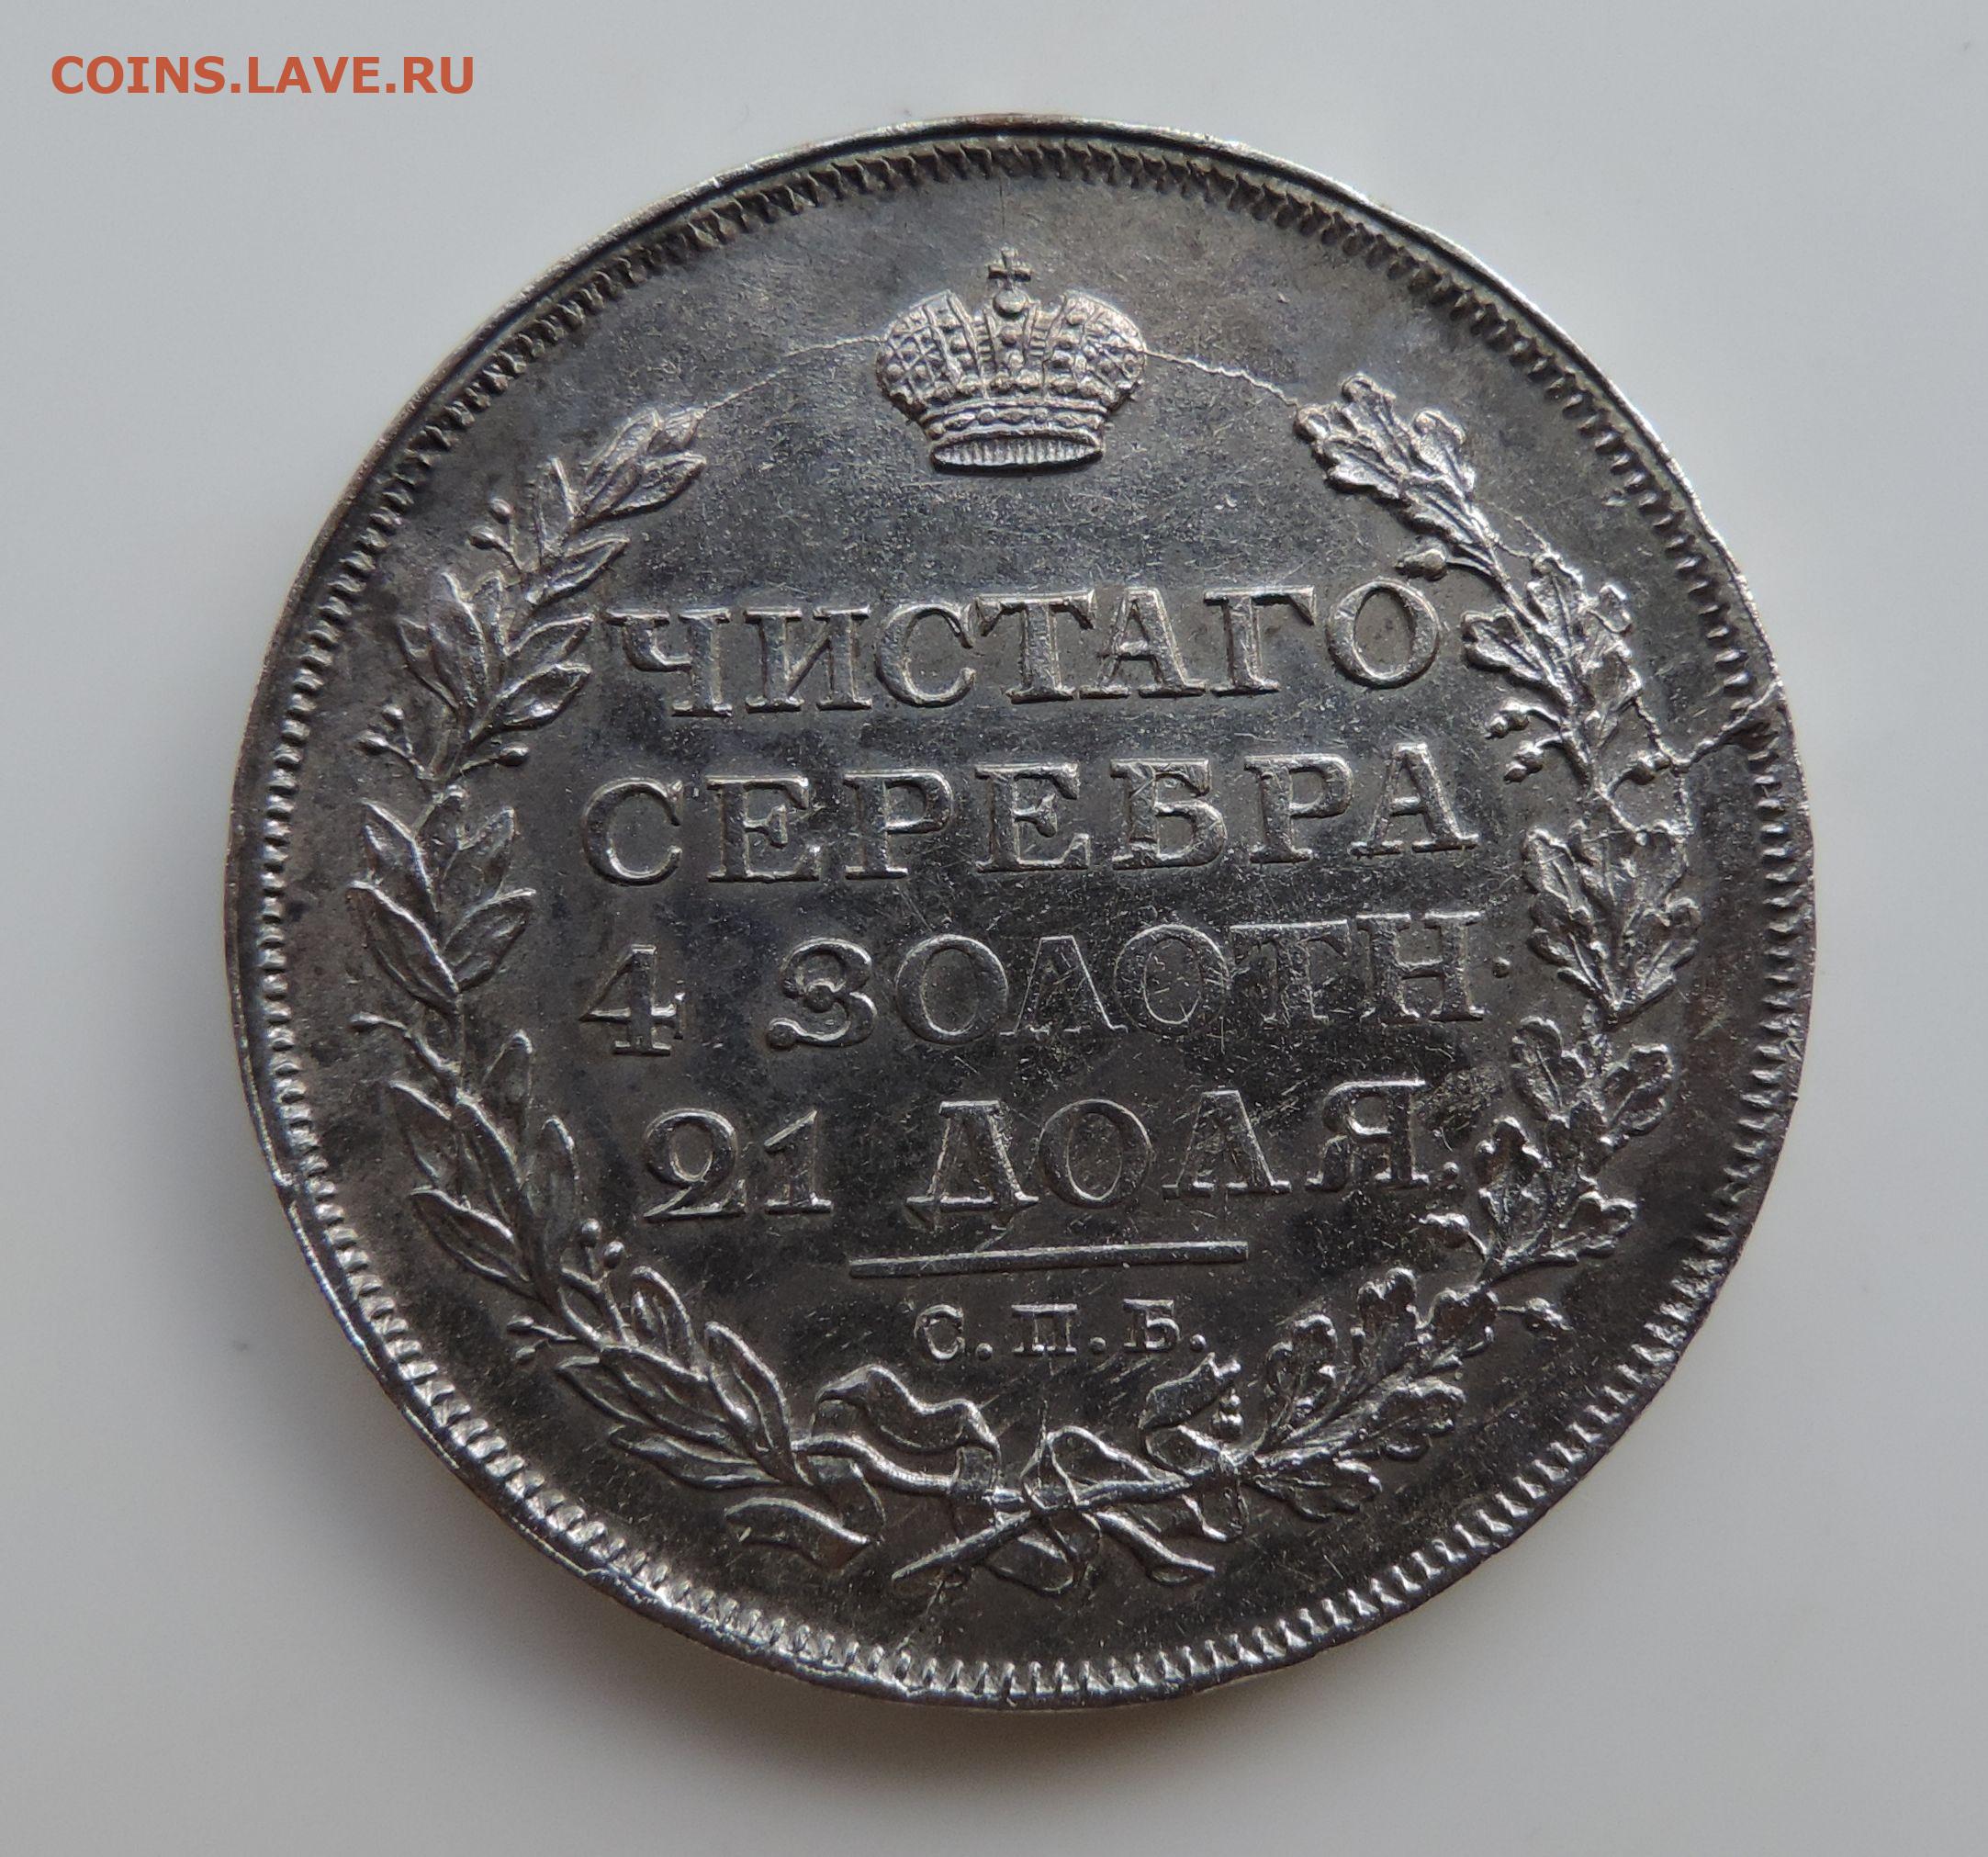 COINS.LAVE.RU
ЧИСТАГО
СЕРЕБРА
4 ЗОЛОТН.
21 ДОЛЯ.
С.П.Б.